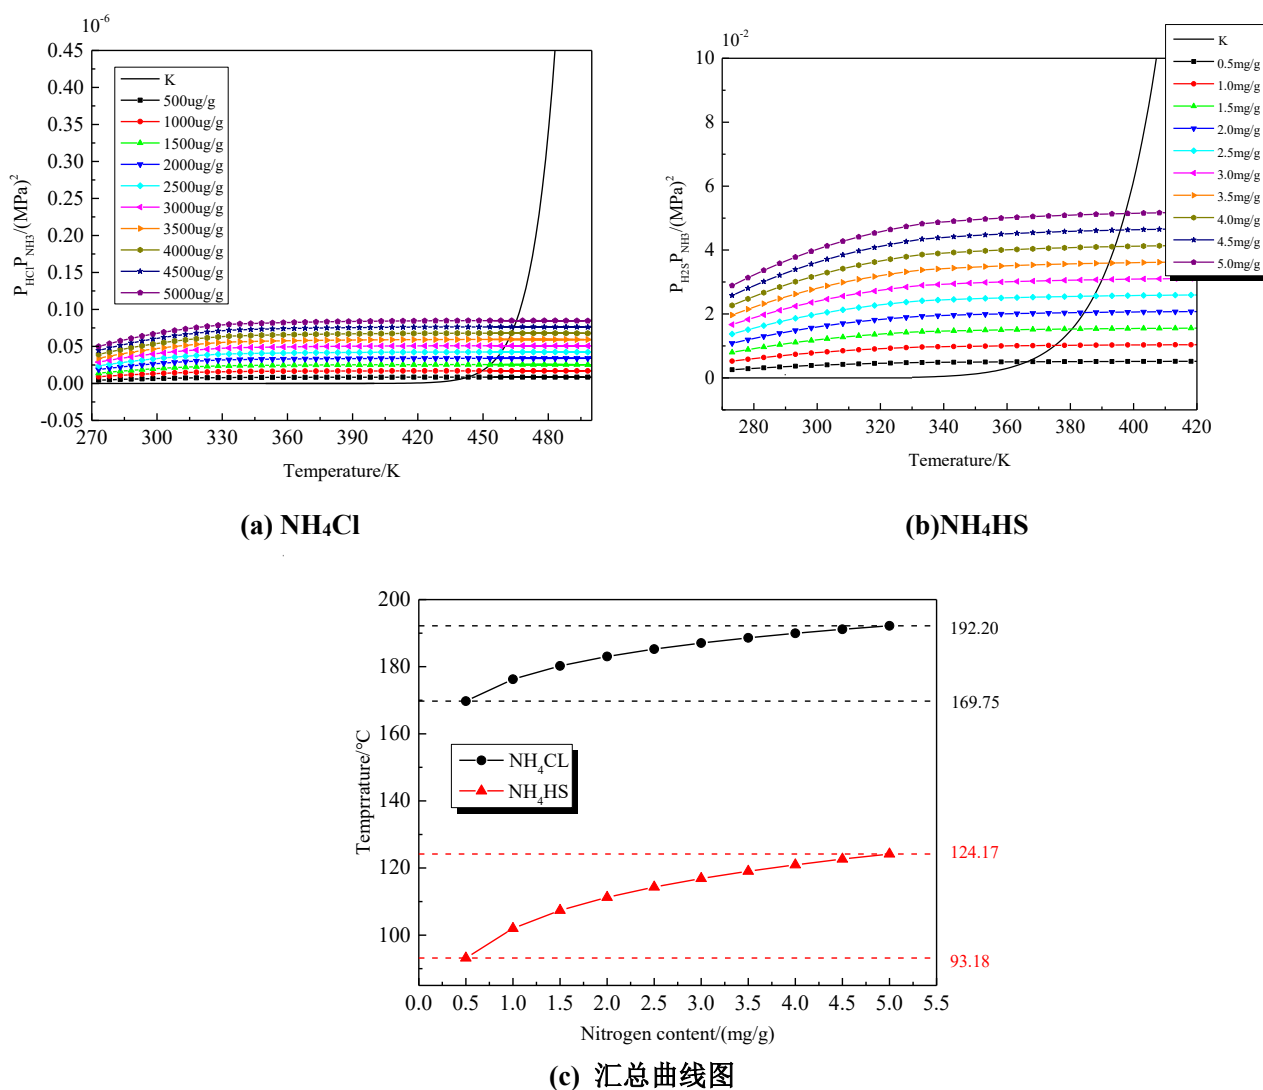 10⁻⁶
0.45
0.40
0.35
0.30
0.25
0.20
0.15
0.10
0.05
0.00
-0.05
P_HCl P_NH3/(MPa)²
K
500ug/g
1000ug/g
1500ug/g
2000ug/g
2500ug/g
3000ug/g
3500ug/g
4000ug/g
4500ug/g
5000ug/g
270 300 330 360 390 420 450 480
Temperature/K
(a) NH₄Cl
10⁻²
10
8
6
4
2
0
P_H2S P_NH3/(MPa)²
K
0.5mg/g
1.0mg/g
1.5mg/g
2.0mg/g
2.5mg/g
3.0mg/g
3.5mg/g
4.0mg/g
4.5mg/g
5.0mg/g
280 300 320 340 360 380 400 420
Temerature/K
(b)NH₄HS
200
180
160
140
120
100
Temprrature/°C
NH₄CL
NH₄HS
192.20
169.75
124.17
93.18
0.0 0.5 1.0 1.5 2.0 2.5 3.0 3.5 4.0 4.5 5.0 5.5
Nitrogen content/(mg/g)
(c) 汇总曲线图